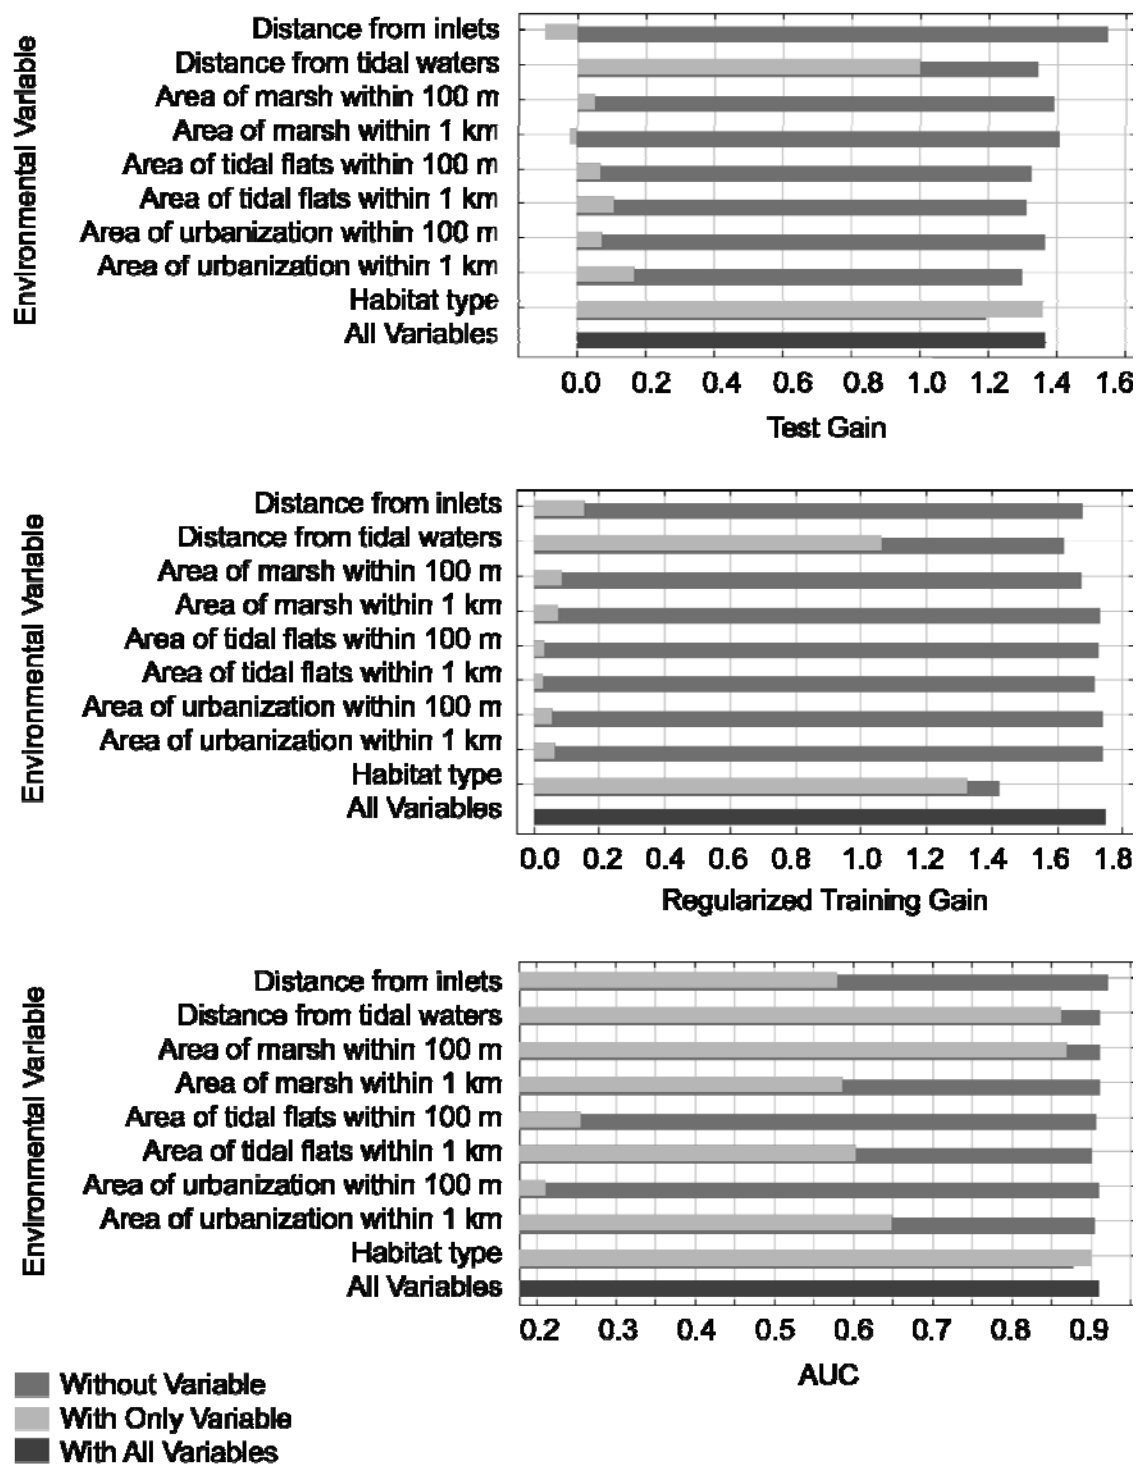 Environmental Variable
Distance from inlets
Distance from tidal waters
Area of marsh within 100 m
Area of marsh within 1 km
Area of tidal flats within 100 m
Area of tidal flats within 1 km
Area of urbanization within 100 m
Area of urbanization within 1 km
Habitat type
All Variables
0.0 0.2 0.4 0.6 0.8 1.0 1.2 1.4 1.6
Test Gain
Environmental Variable
Distance from inlets
Distance from tidal waters
Area of marsh within 100 m
Area of marsh within 1 km
Area of tidal flats within 100 m
Area of tidal flats within 1 km
Area of urbanization within 100 m
Area of urbanization within 1 km
Habitat type
All Variables
0.0 0.2 0.4 0.6 0.8 1.0 1.2 1.4 1.6 1.8
Regularized Training Gain
Environmental Variable
Distance from inlets
Distance from tidal waters
Area of marsh within 100 m
Area of marsh within 1 km
Area of tidal flats within 100 m
Area of tidal flats within 1 km
Area of urbanization within 100 m
Area of urbanization within 1 km
Habitat type
All Variables
0.2 0.3 0.4 0.5 0.6 0.7 0.8 0.9
AUC
Without Variable
With Only Variable
With All Variables